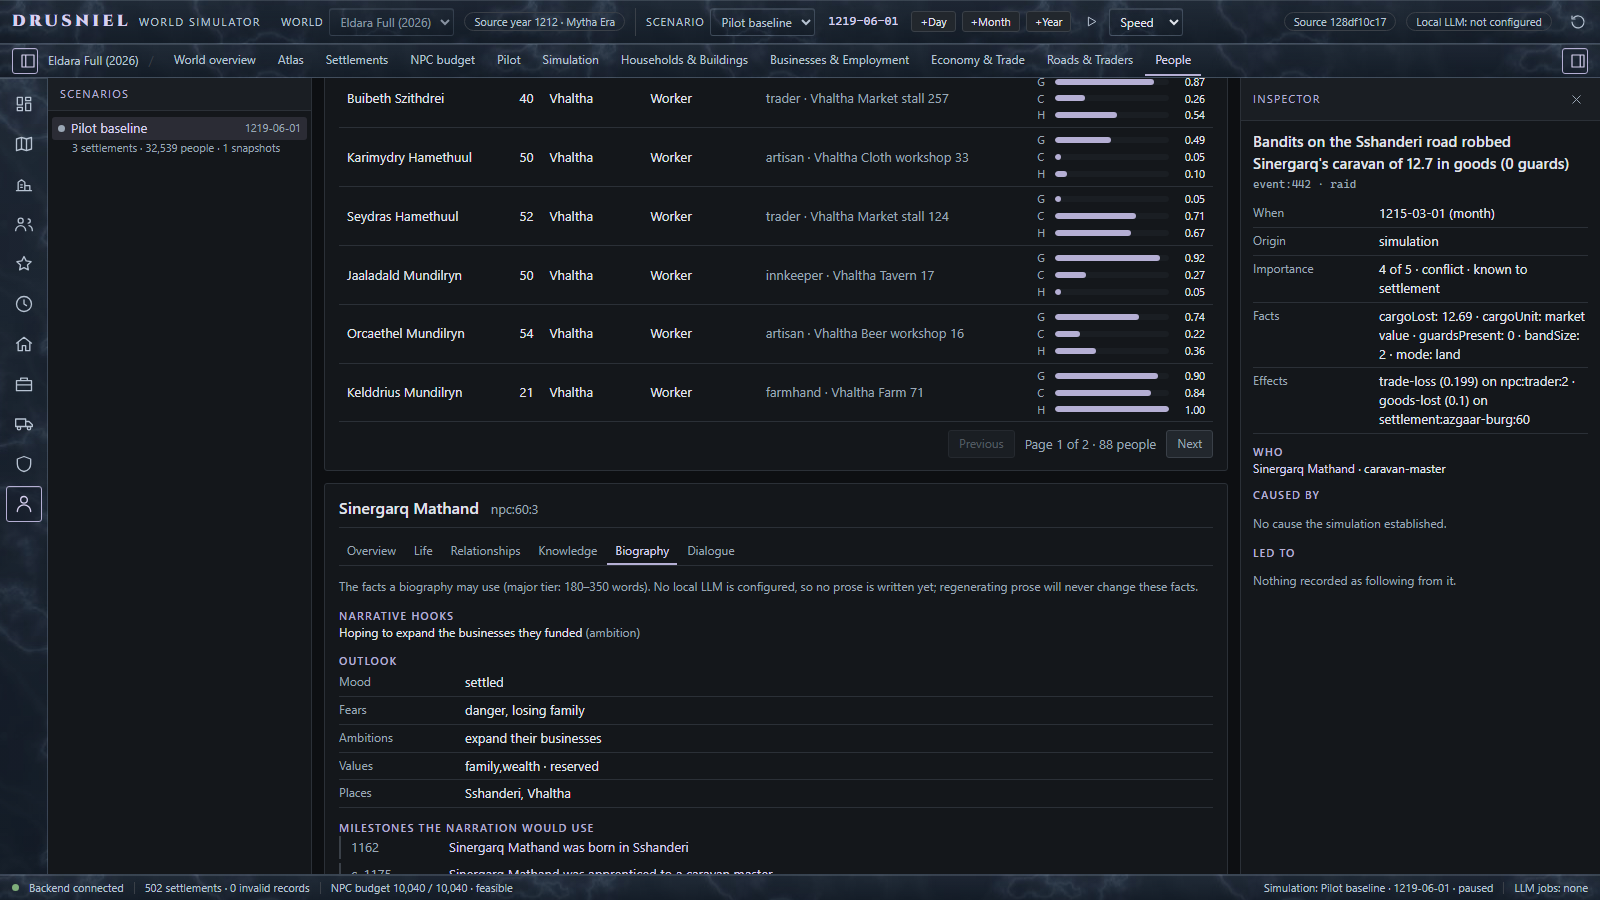 DRUSNIEL WORLD SIMULATOR WORLD Eldara Full (2026) Source year 1212 · Mytha Era SCENARIO Pilot baseline 1219-06-01 +Day +Month +Year Speed Source 128df10c17 Local LLM: not configured
Eldara Full (2026) / World overview Atlas Settlements NPC budget Pilot Simulation Households & Buildings Businesses & Employment Economy & Trade Roads & Traders People
SCENARIOS
Pilot baseline 1219-06-01
3 settlements · 32,539 people · 1 snapshots
G 0.87
Buibeth Szithdrei 40 Vhaltha Worker trader · Vhaltha Market stall 257 C 0.26
H 0.54
G 0.49
Karimydry Hamethuul 50 Vhaltha Worker artisan · Vhaltha Cloth workshop 33 C 0.05
H 0.10
G 0.05
Seydras Hamethuul 52 Vhaltha Worker trader · Vhaltha Market stall 124 C 0.71
H 0.67
G 0.92
Jaaladald Mundilryn 50 Vhaltha Worker innkeeper · Vhaltha Tavern 17 C 0.27
H 0.05
G 0.74
Orcaethel Mundilryn 54 Vhaltha Worker artisan · Vhaltha Beer workshop 16 C 0.22
H 0.36
G 0.90
Kelddrius Mundilryn 21 Vhaltha Worker farmhand · Vhaltha Farm 71 C 0.84
H 1.00
Previous Page 1 of 2 · 88 people Next
Sinergarq Mathand npc:60:3
Overview Life Relationships Knowledge Biography Dialogue
The facts a biography may use (major tier: 180–350 words). No local LLM is configured, so no prose is written yet; regenerating prose will never change these facts.
NARRATIVE HOOKS
Hoping to expand the businesses they funded (ambition)
OUTLOOK
Mood settled
Fears danger, losing family
Ambitions expand their businesses
Values family,wealth · reserved
Places Sshanderi, Vhaltha
MILESTONES THE NARRATION WOULD USE
1162 Sinergarq Mathand was born in Sshanderi
c. 1175 Sinergarq Mathand was apprenticed to a caravan-master
INSPECTOR
Bandits on the Sshanderi road robbed
Sinergarq's caravan of 12.7 in goods (0 guards)
event:442 · raid
When 1215-03-01 (month)
Origin simulation
Importance 4 of 5 · conflict · known to
settlement
Facts cargoLost: 12.69 · cargoUnit: market
value · guardsPresent: 0 · bandSize:
2 · mode: land
Effects trade-loss (0.199) on npc:trader:2 ·
goods-lost (0.1) on
settlement:azgaar-burg:60
WHO
Sinergarq Mathand · caravan-master
CAUSED BY
No cause the simulation established.
LED TO
Nothing recorded as following from it.
Backend connected 502 settlements · 0 invalid records NPC budget 10,040 / 10,040 · feasible Simulation: Pilot baseline · 1219-06-01 · paused LLM jobs: none